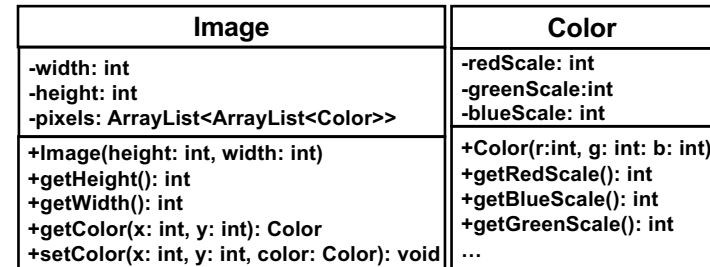 Image
-width: int
-height: int
-pixels: ArrayList<ArrayList<Color>>
+Image(height: int, width: int)
+getHeight(): int
+getWidth(): int
+getColor(x: int, y: int): Color
+setColor(x: int, y: int, color: Color): void
Color
-redScale: int
-greenScale:int
-blueScale: int
+Color(r:int, g: int: b: int)
+getRedScale(): int
+getBlueScale(): int
+getGreenScale(): int
…